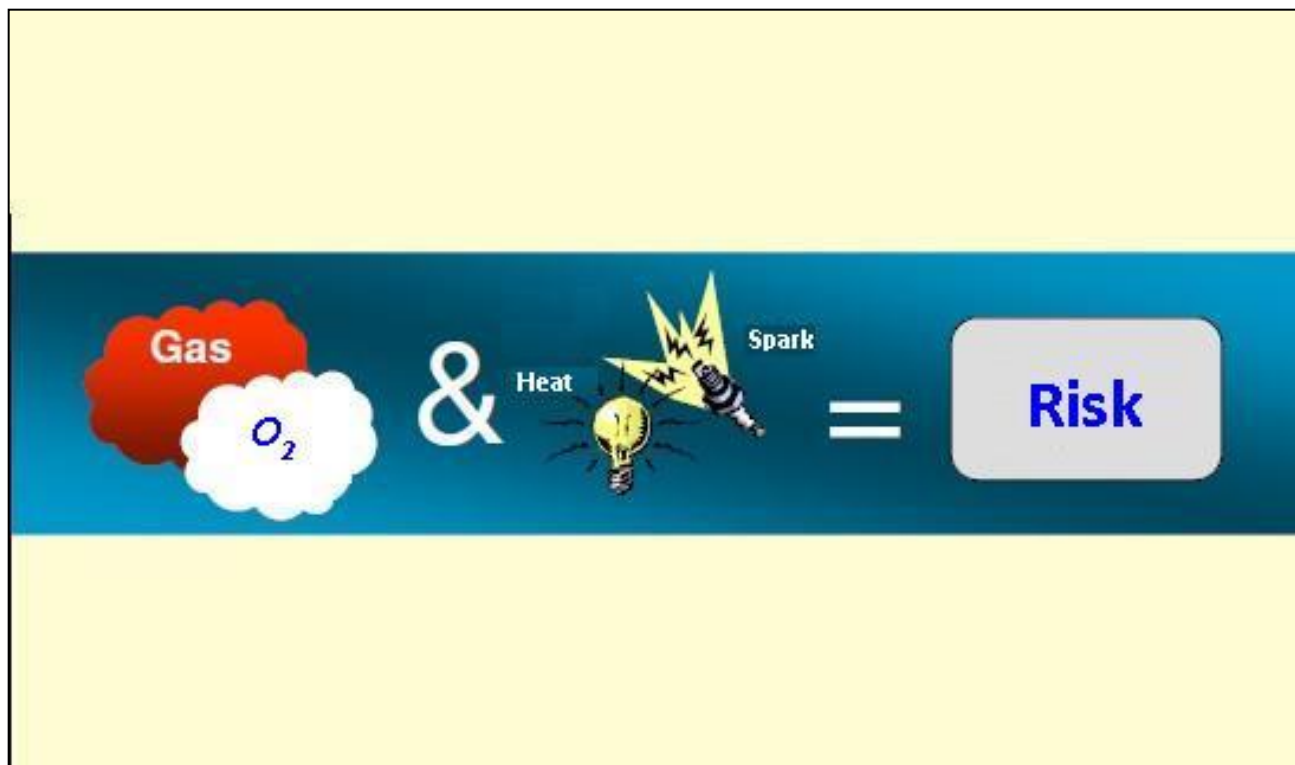 Gas
O₂
&
Heat
Spark
=
Risk